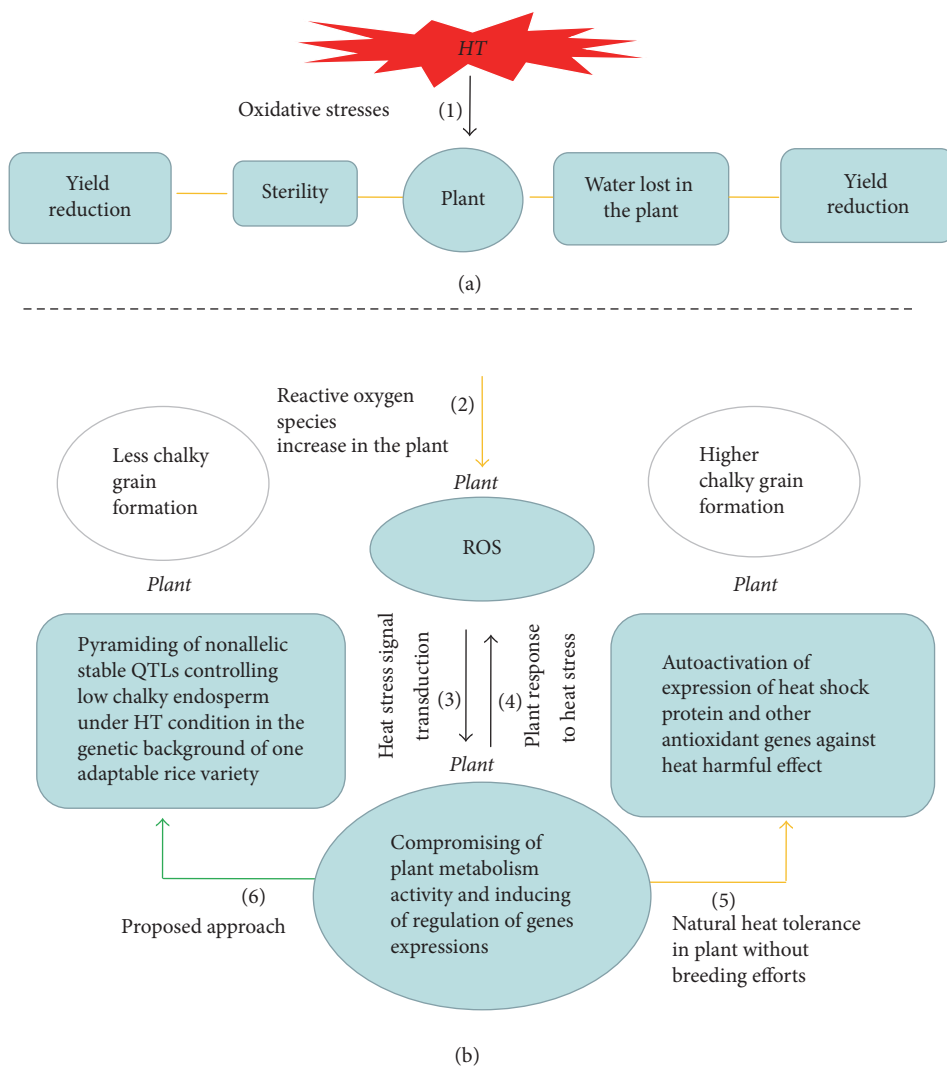 HT
Oxidative stresses
(1)
Yield
reduction
Sterility
Plant
Water lost in
the plant
Yield
reduction
(a)
Reactive oxygen
species
increase in the plant
(2)
Less chalky
grain
formation
Higher
chalky grain
formation
Plant
ROS
Plant
Plant
Pyramiding of nonallelic
stable QTLs controlling
low chalky endosperm
under HT condition in the
genetic background of one
adaptable rice variety
Heat stress signal
transduction
(3)
(4)
Plant response
to heat stress
Autoactivation of
expression of heat shock
protein and other
antioxidant genes against
heat harmful effect
Plant
Compromising of
plant metabolism
activity and inducing
of regulation of genes
expressions
(6)
Proposed approach
(5)
Natural heat tolerance
in plant without
breeding efforts
(b)